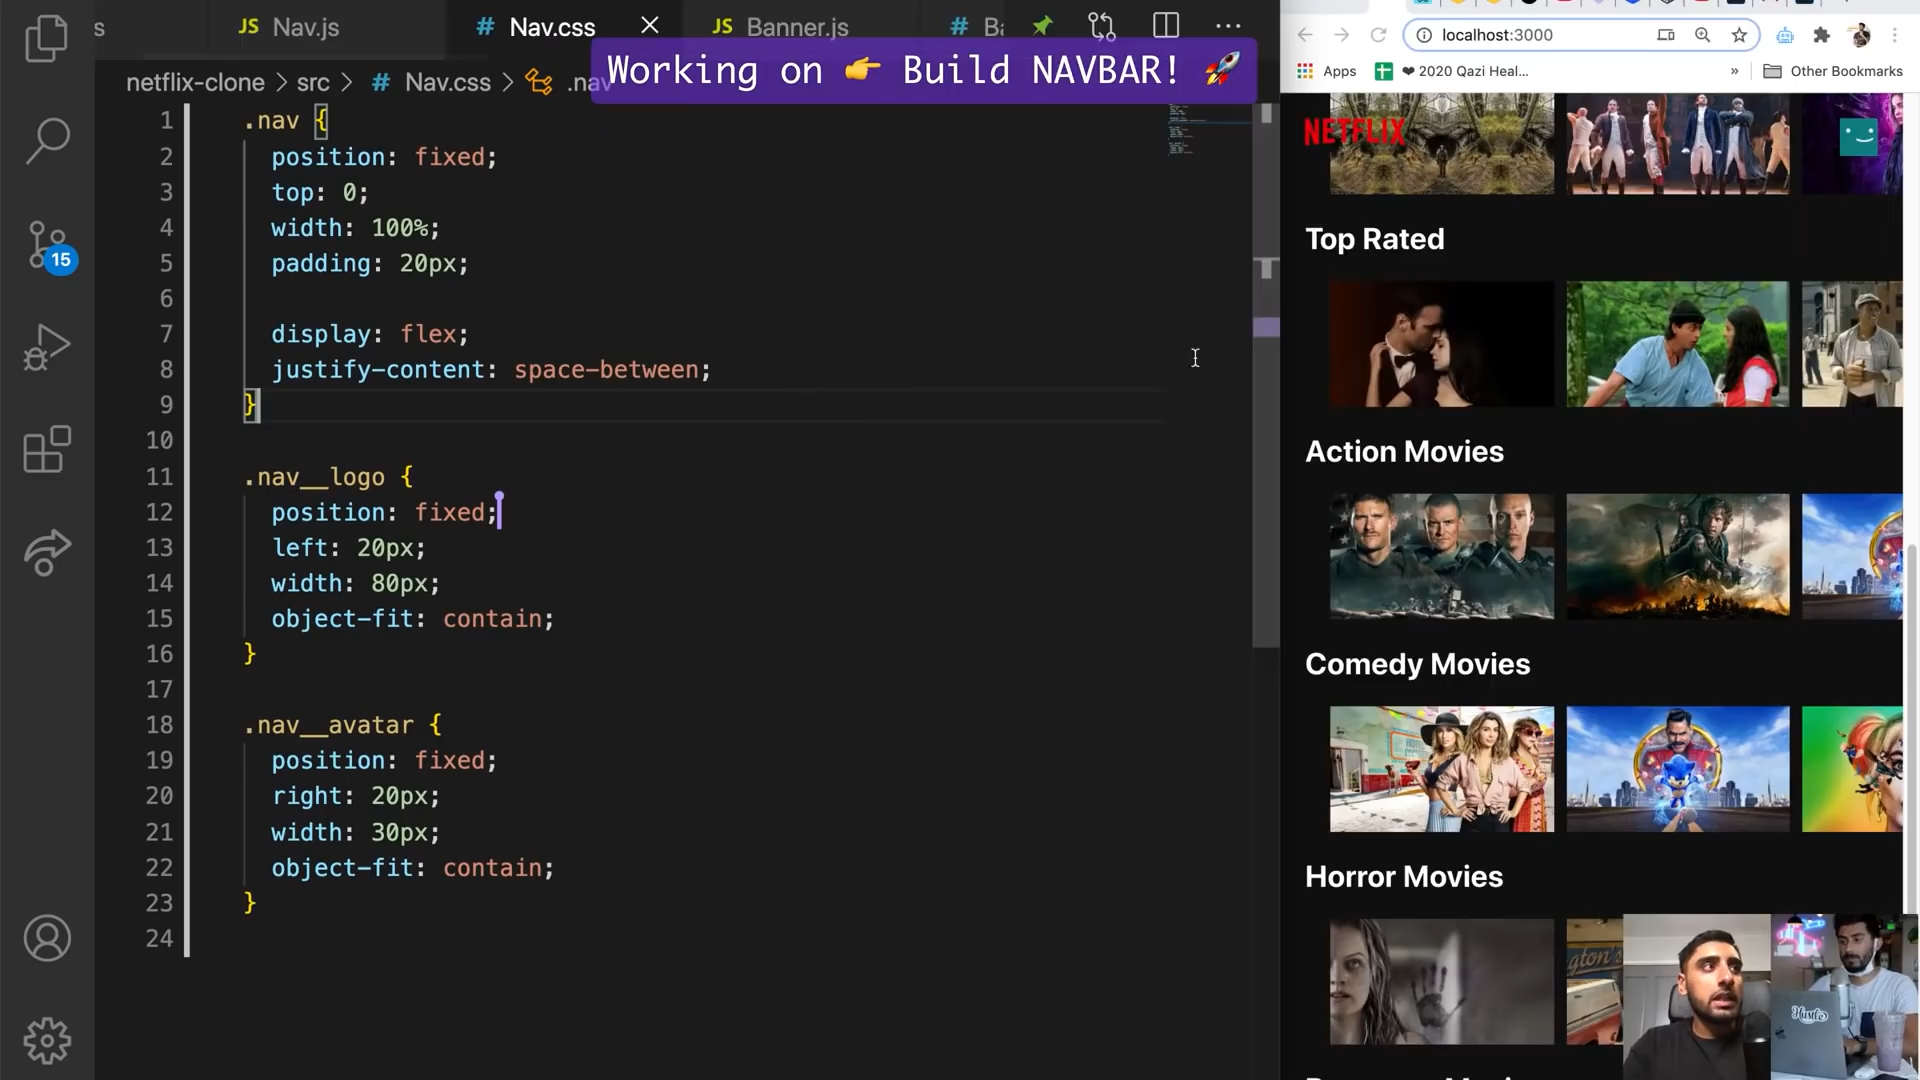 s
JS Nav.js
# Nav.css
JS Banner.js
# Ba
netflix-clone > src > # Nav.css > .nav
Working on 👉 Build NAVBAR! 🚀
1 .nav {
2 position: fixed;
3 top: 0;
4 width: 100%;
5 padding: 20px;
6
7 display: flex;
8 justify-content: space-between;
9 }
10
11 .nav__logo {
12 position: fixed;
13 left: 20px;
14 width: 80px;
15 object-fit: contain;
16 }
17
18 .nav__avatar {
19 position: fixed;
20 right: 20px;
21 width: 30px;
22 object-fit: contain;
23 }
24
15
localhost:3000
Apps
❤ 2020 Qazi Heal...
»
Other Bookmarks
NETFLIX
Top Rated
Action Movies
Comedy Movies
Horror Movies
Hustle